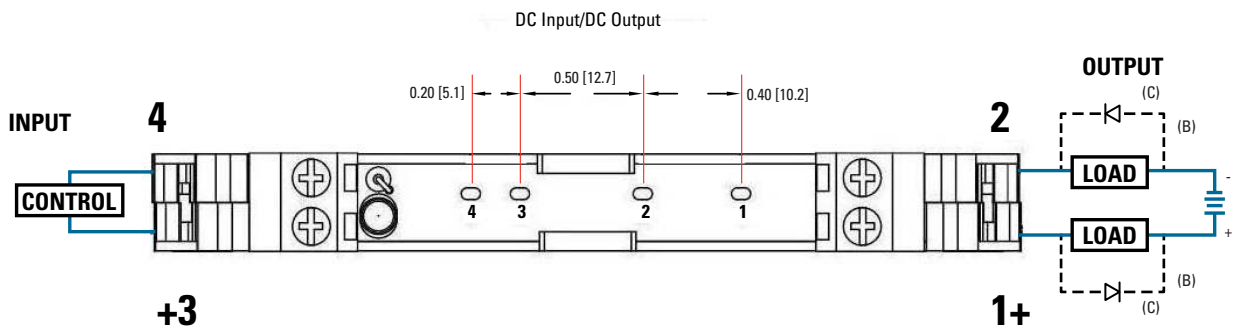 DC Input/DC Output
0.20 [5.1]
0.50 [12.7]
0.40 [10.2]
OUTPUT
(C)
(B)
INPUT
4
2
LOAD
-
CONTROL
4
3
2
1
LOAD
+
(B)
(C)
+3
1+